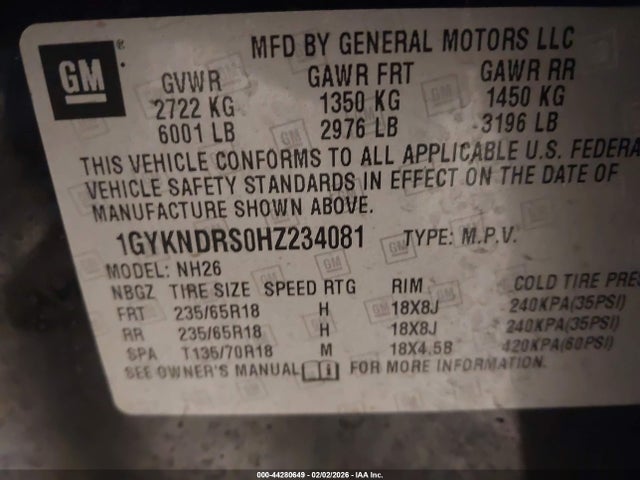 GM
MFD BY GENERAL MOTORS LLC
GVWR GAWR FRT GAWR RR
2722 KG 1350 KG 1450 KG
6001 LB 2976 LB 3196 LB
THIS VEHICLE CONFORMS TO ALL APPLICABLE U.S. FEDERA
VEHICLE SAFETY STANDARDS IN EFFECT ON THE DATE OF
MANUFACTURE SHOWN ABOVE.
1GYKNDRS0HZ234081 TYPE: M.P.V.
MODEL: NH26
NBGZ TIRE SIZE SPEED RTG RIM COLD TIRE PRE
FRT 235/65R18 H 18X8J 240KPA(35PSI)
RR 235/65R18 H 18X8J 240KPA(35PSI)
SPA T135/70R18 M 18X4.5B 420KPA(60PSI)
SEE OWNER'S MANUAL FOR MORE INFORMATION.
000-44280649 - 02/02/2026 - IAA Inc.